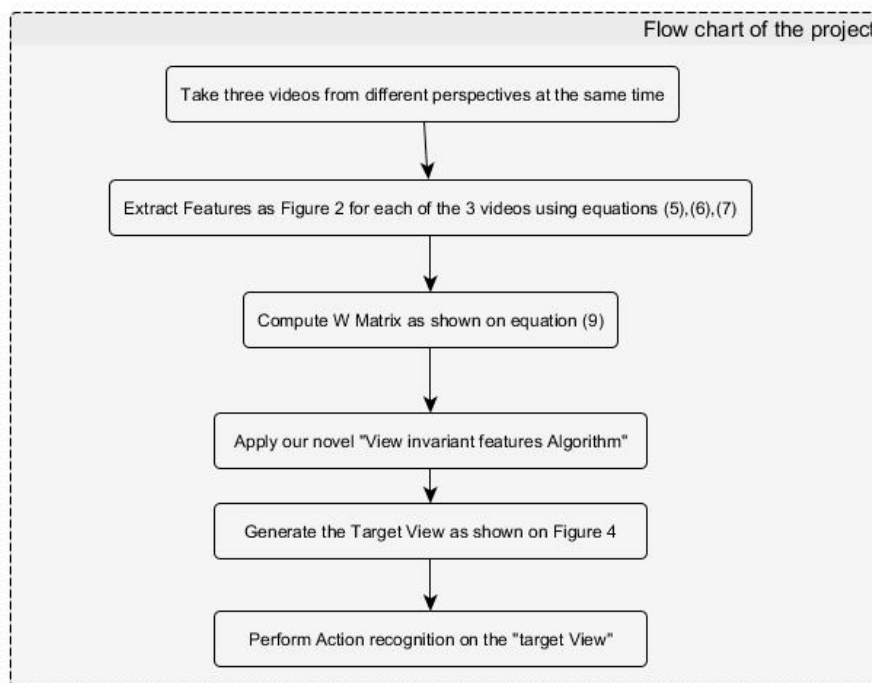 Flow chart of the project
Take three videos from different perspectives at the same time
Extract Features as Figure 2 for each of the 3 videos using equations (5),(6),(7)
Compute W Matrix as shown on equation (9)
Apply our novel "View invariant features Algorithm"
Generate the Target View as shown on Figure 4
Perform Action recognition on the "target View"